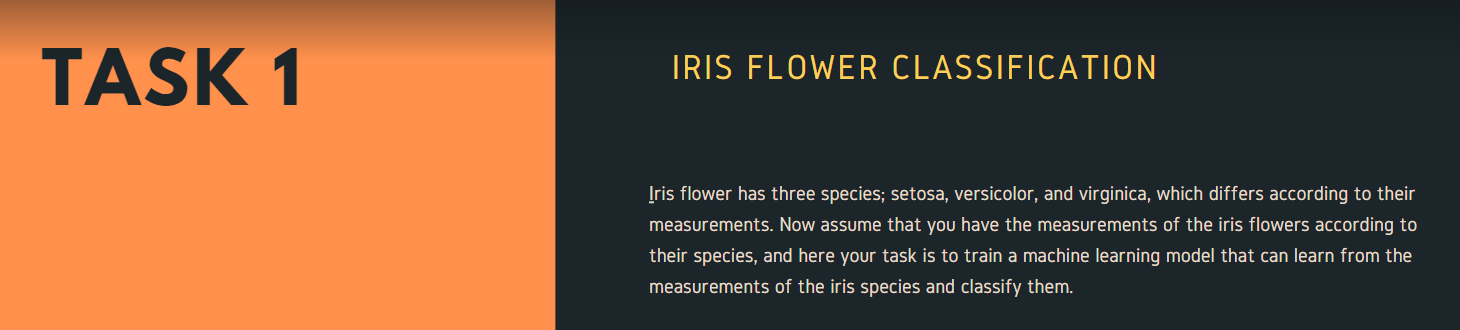 TASK 1
IRIS FLOWER CLASSIFICATION
Iris flower has three species; setosa, versicolor, and virginica, which differs according to their
measurements. Now assume that you have the measurements of the iris flowers according to
their species, and here your task is to train a machine learning model that can learn from the
measurements of the iris species and classify them.